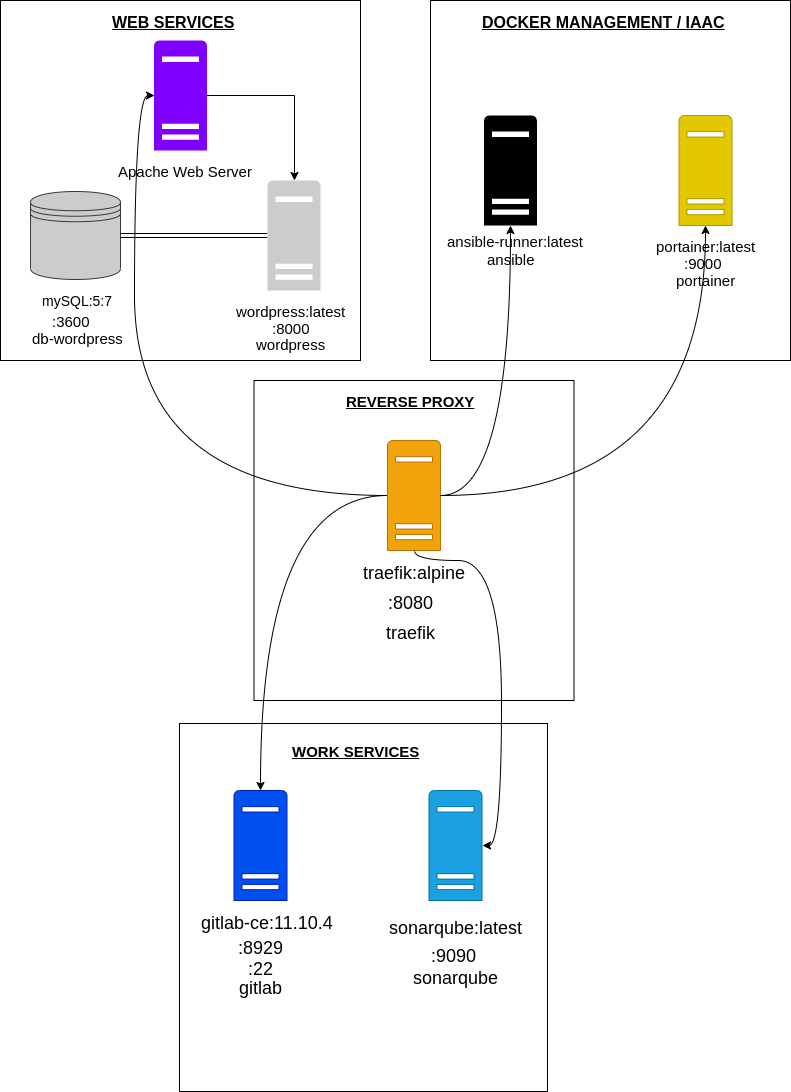 WEB SERVICES
Apache Web Server
mySQL:5:7
:3600
db-wordpress
wordpress:latest
:8000
wordpress
DOCKER MANAGEMENT / IAAC
ansible-runner:latest
ansible
portainer:latest
:9000
portainer
REVERSE PROXY
traefik:alpine
:8080
traefik
WORK SERVICES
gitlab-ce:11.10.4
:8929
:22
gitlab
sonarqube:latest
:9090
sonarqube